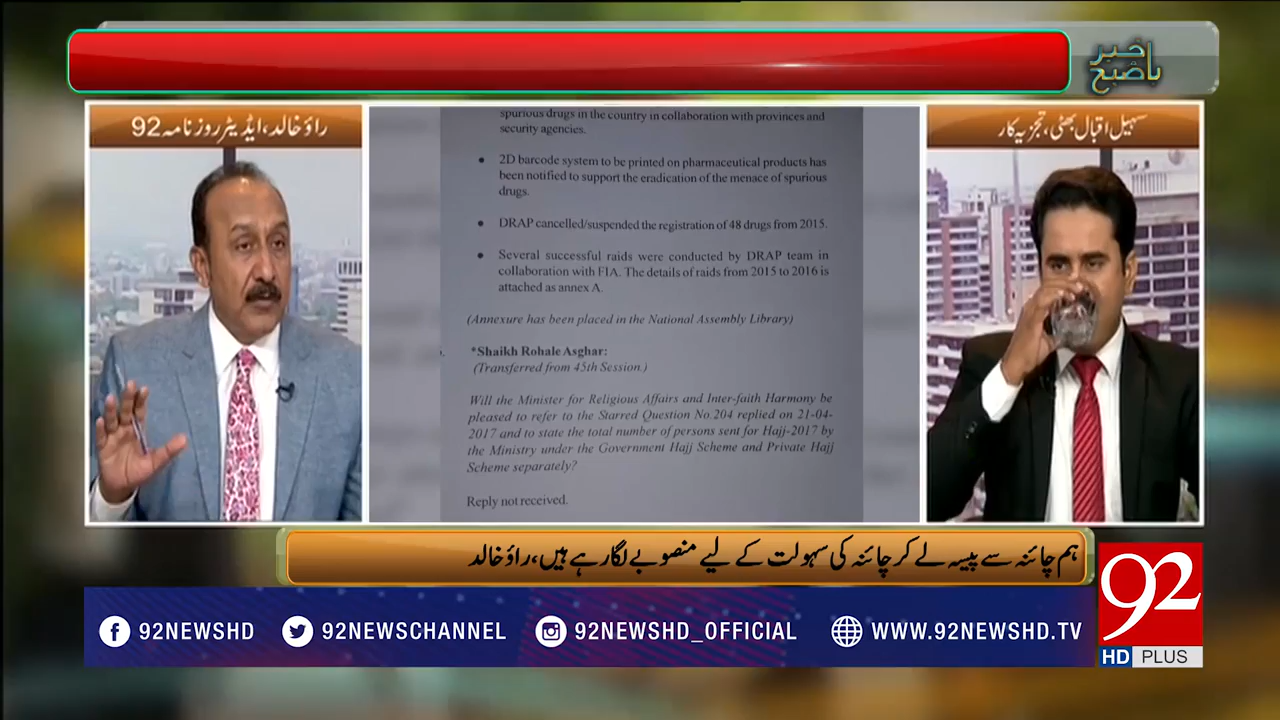 باخبر
صبح
راؤ خالد، ایڈیٹر روزنامہ 92
سہیل اقبال بھٹی، تجزیہ کار
spurious drugs in the country in collaboration with provinces and
security agencies.
• 2D barcode system to be printed on pharmaceutical products has
been notified to support the eradication of the menace of spurious
drugs.
• DRAP cancelled/suspended the registration of 48 drugs from 2015.
• Several successful raids were conducted by DRAP team in
collaboration with FIA. The details of raids from 2015 to 2016 is
attached as annex A.
(Annexure has been placed in the National Assembly Library)
*Shaikh Rohale Asghar:
(Transferred from 45th Session.)
Will the Minister for Religious Affairs and Inter-faith Harmony be
pleased to refer to the Starred Question No.204 replied on 21-04-
2017 and to state the total number of persons sent for Hajj-2017 by
the Ministry under the Government Hajj Scheme and Private Hajj
Scheme separately?
Reply not received.
ہم چائنہ سے پیسہ لے کر چائنہ کی سہولت کے لیے منصوبے لگا رہے ہیں، راؤ خالد
92NEWSHD 92NEWSCHANNEL 92NEWSHD_OFFICIAL WWW.92NEWSHD.TV
92
HD PLUS